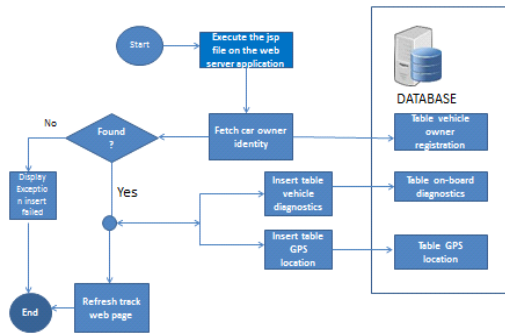 Start
Execute the jsp
file on the web
server application
DATABASE
No
Found
?
Fetch car owner
identity
Table vehicle
owner
registration
Display
Exceptio
n insert
failed
Yes
Insert table
vehicle
diagnostics
Table on-board
diagnostics
Insert table
GPS
location
Table GPS
location
End
Refresh track
web page